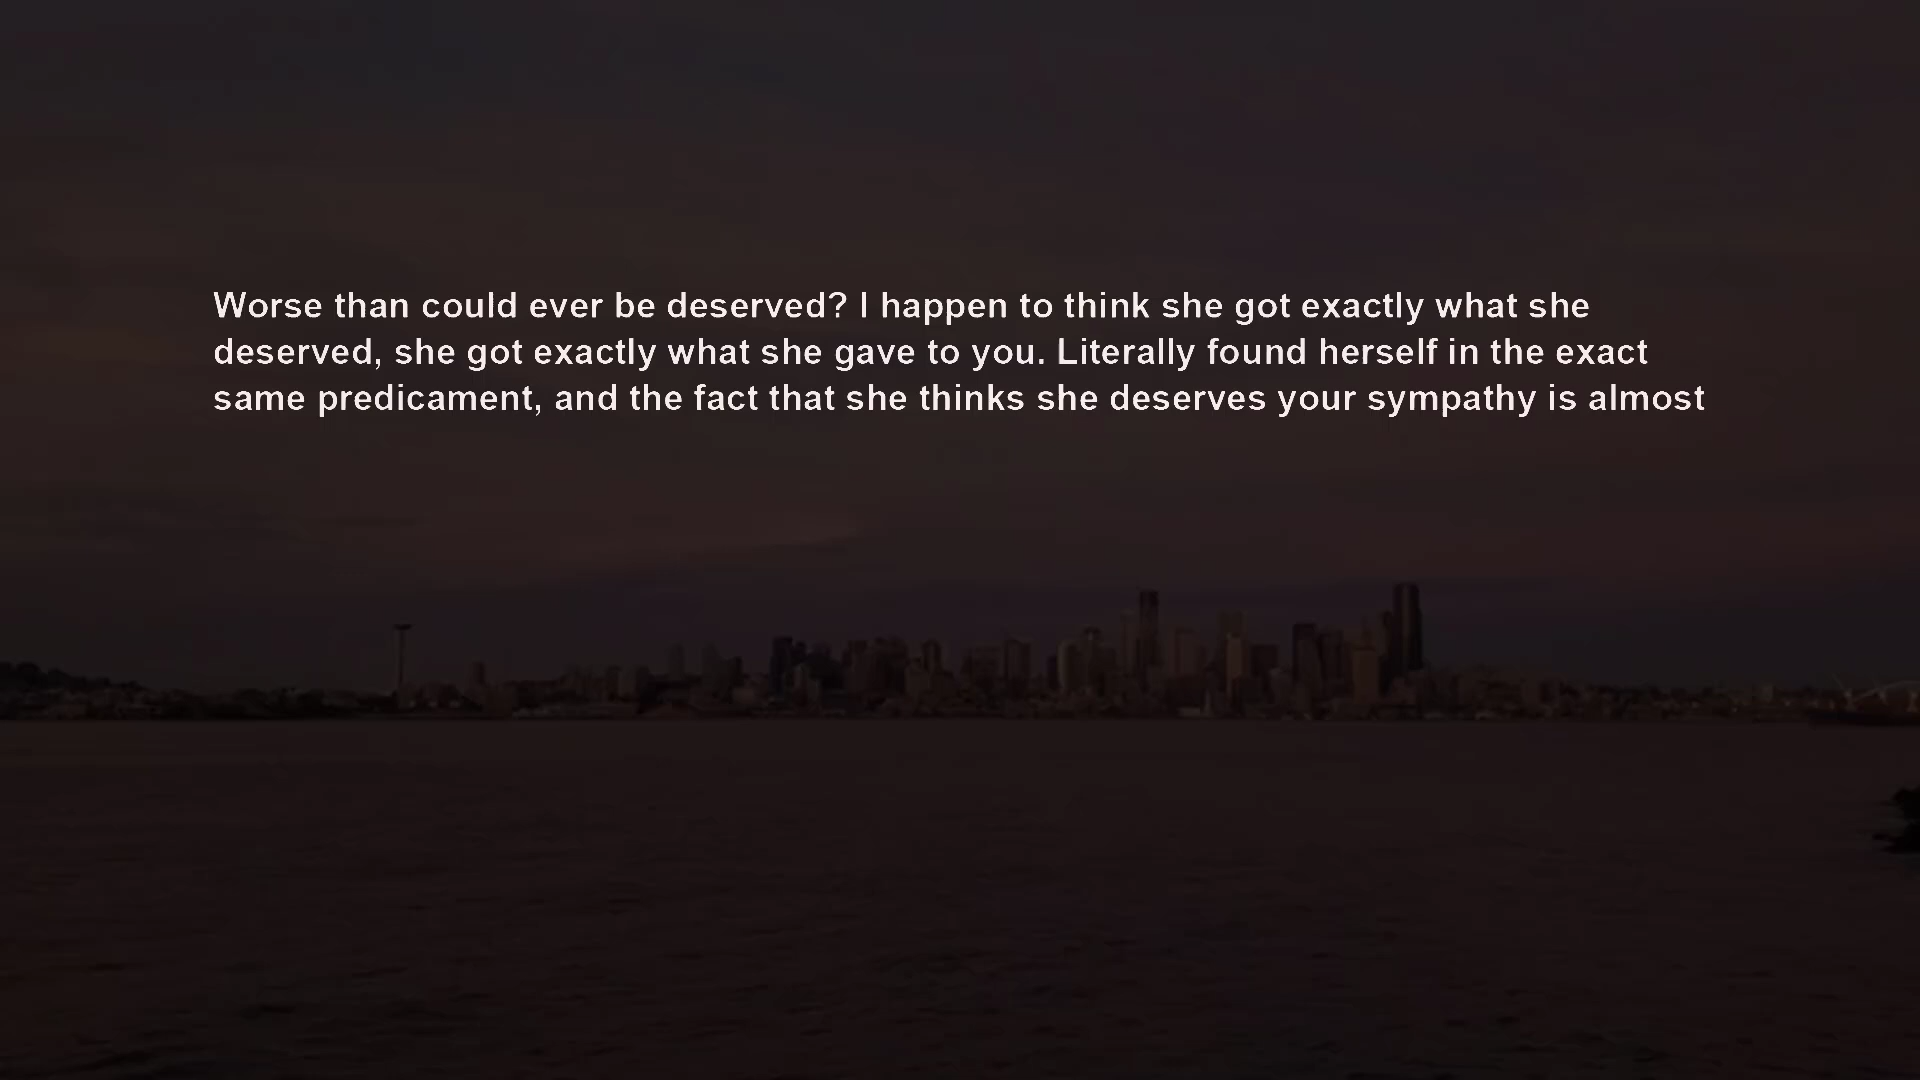 Worse than could ever be deserved? I happen to think she got exactly what she
deserved, she got exactly what she gave to you. Literally found herself in the exact
same predicament, and the fact that she thinks she deserves your sympathy is almost